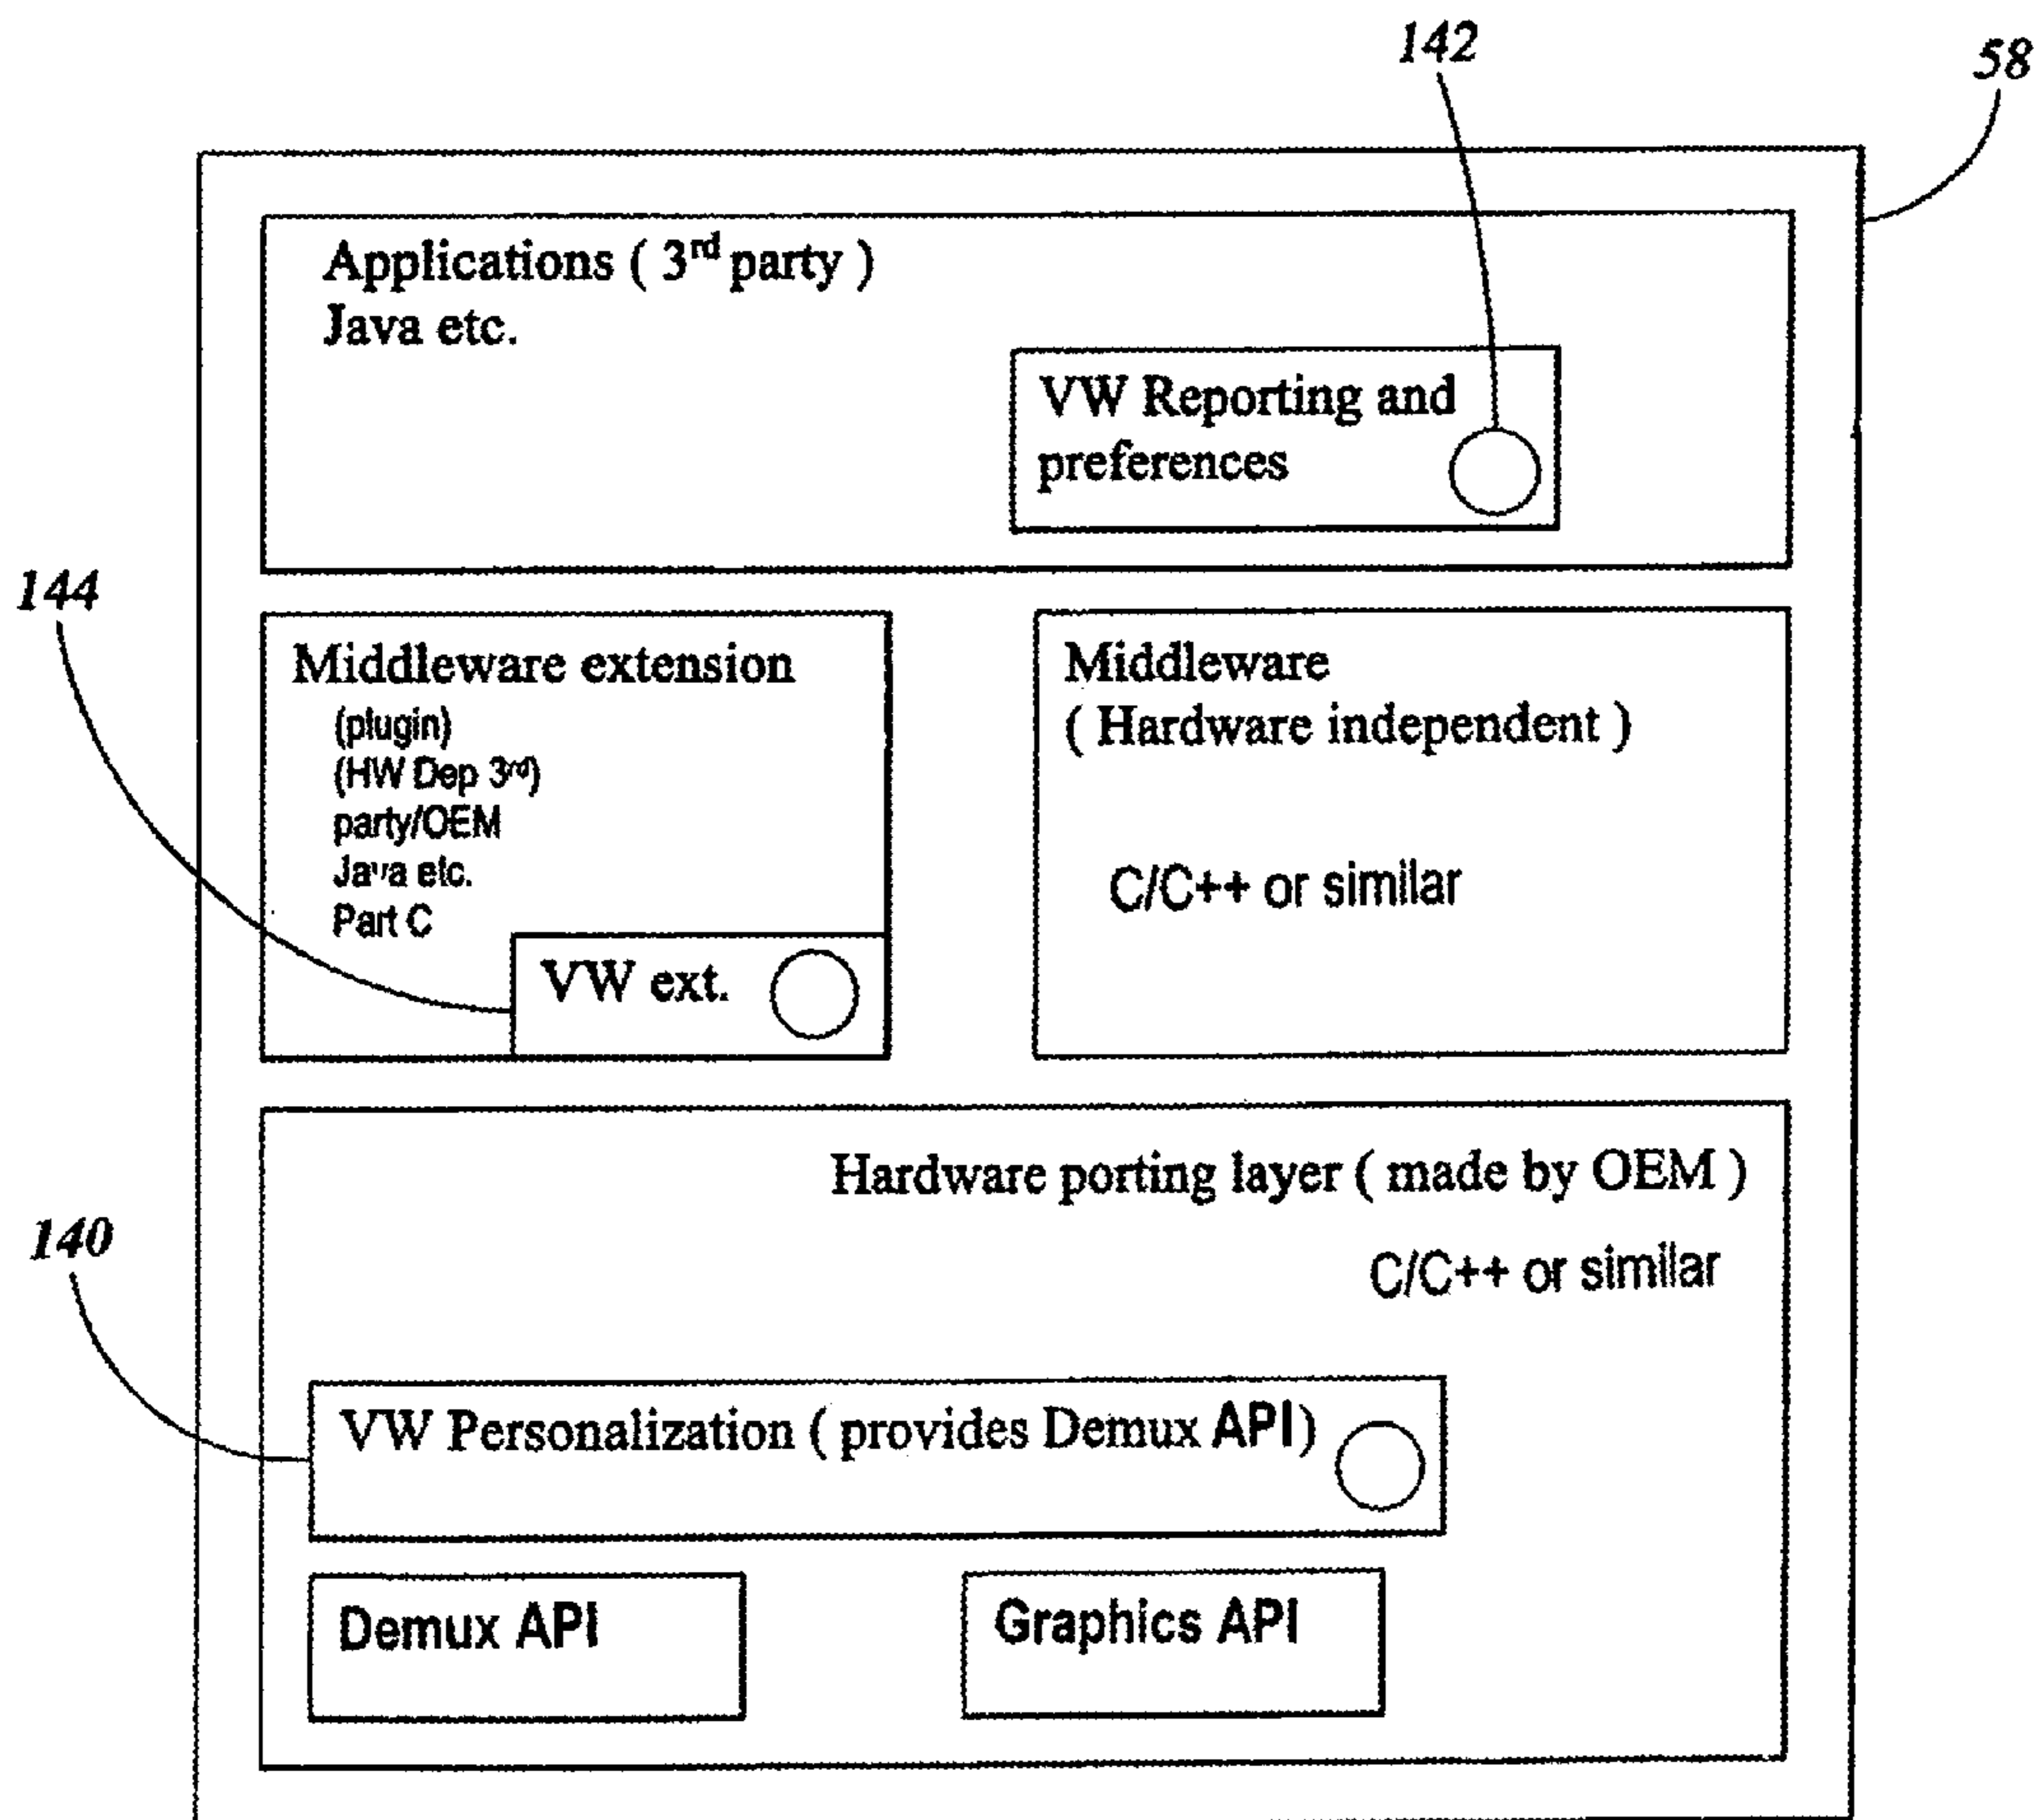 142
58
Applications ( 3rd party )
Java etc.
VW Reporting and
preferences
144
Middleware extension
(plugin)
(HW Dep 3rd)
party/OEM
Java etc.
Part C
VW ext.
Middleware
( Hardware independent )
C/C++ or similar
Hardware porting layer ( made by OEM )
C/C++ or similar
140
VW Personalization ( provides Demux API)
Demux API
Graphics API